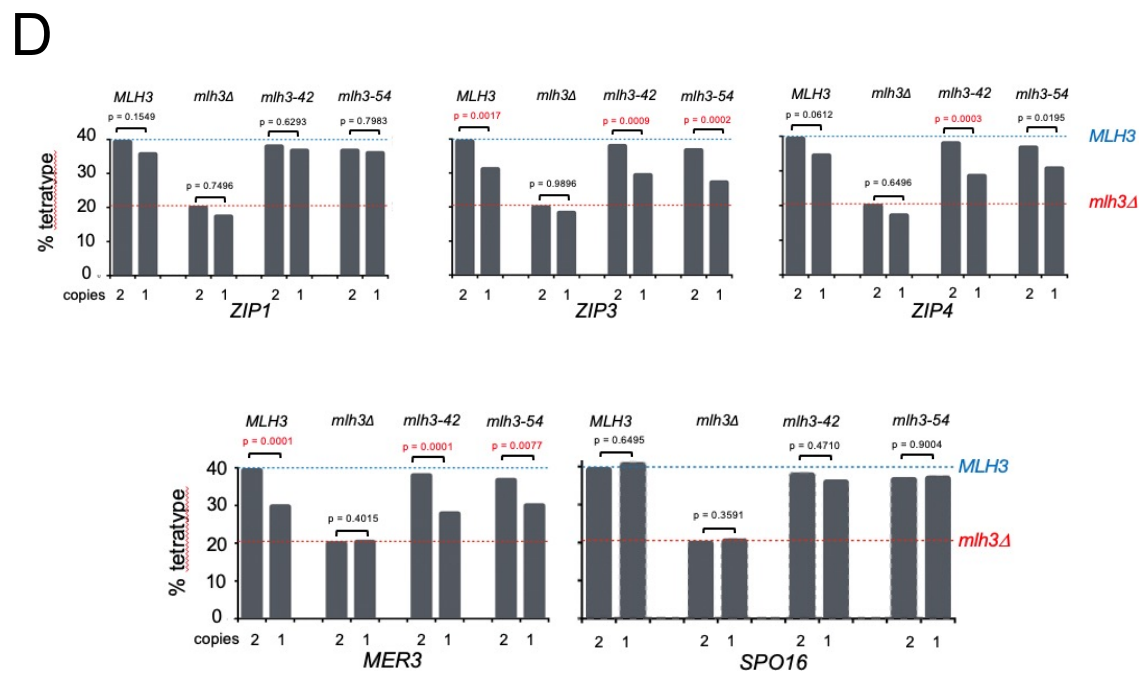 D
MLH3 mlh3Δ mlh3-42 mlh3-54
p = 0.1549 p = 0.7496 p = 0.6293 p = 0.7983
% tetratype
40
30
20
10
0
copies 2 1 2 1 2 1 2 1
ZIP1
MLH3 mlh3Δ mlh3-42 mlh3-54
p = 0.0017 p = 0.9896 p = 0.0009 p = 0.0002
2 1 2 1 2 1 2 1
ZIP3
MLH3 mlh3Δ mlh3-42 mlh3-54
p = 0.0612 p = 0.6496 p = 0.0003 p = 0.0195
MLH3
mlh3Δ
2 1 2 1 2 1 2 1
ZIP4
MLH3 mlh3Δ mlh3-42 mlh3-54
p = 0.0001 p = 0.4015 p = 0.0001 p = 0.0077
% tetratype
40
30
20
10
0
copies 2 1 2 1 2 1 2 1
MER3
MLH3 mlh3Δ mlh3-42 mlh3-54
p = 0.6495 p = 0.3591 p = 0.4710 p = 0.9004
MLH3
mlh3Δ
2 1 2 1 2 1 2 1
SPO16